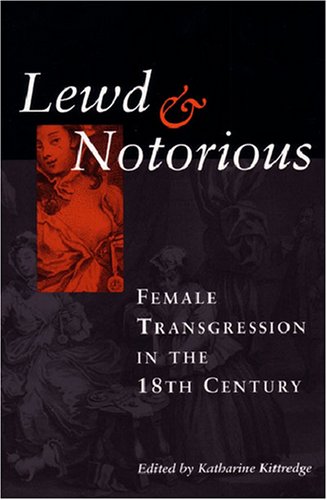 Lewd &
Notorious
FEMALE
TRANSGRESSION
IN THE
18TH CENTURY
Edited by Katharine Kittredge